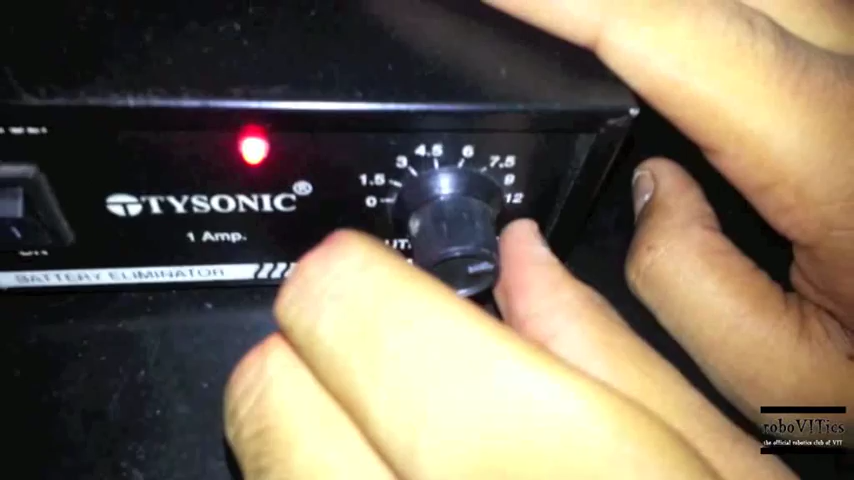 4.5 6
3 7.5
1.5 9
0 12
TYSONIC®
1 Amp.
ON
BATTERY ELIMINATOR
roboVITics
the official robotics club of VIT